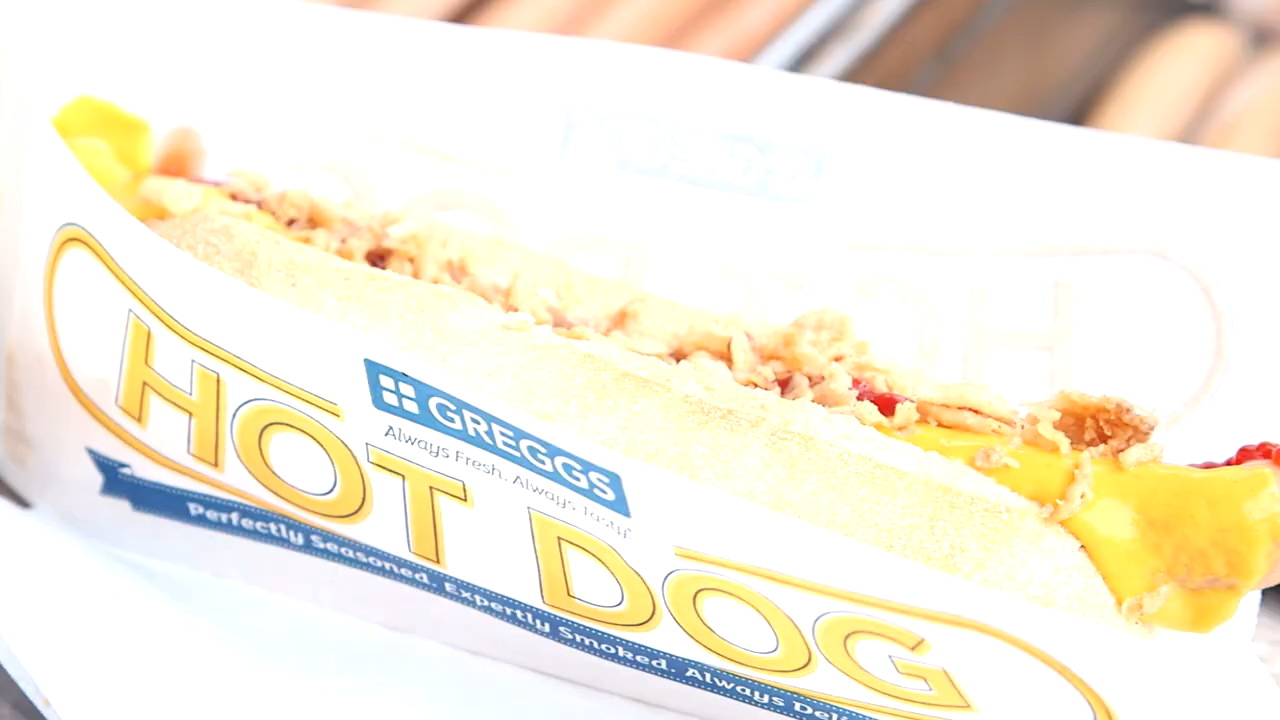 GREGGS
Always Fresh. Always Tasty.
HOT DOG
Perfectly Seasoned. Expertly Smoked. Always